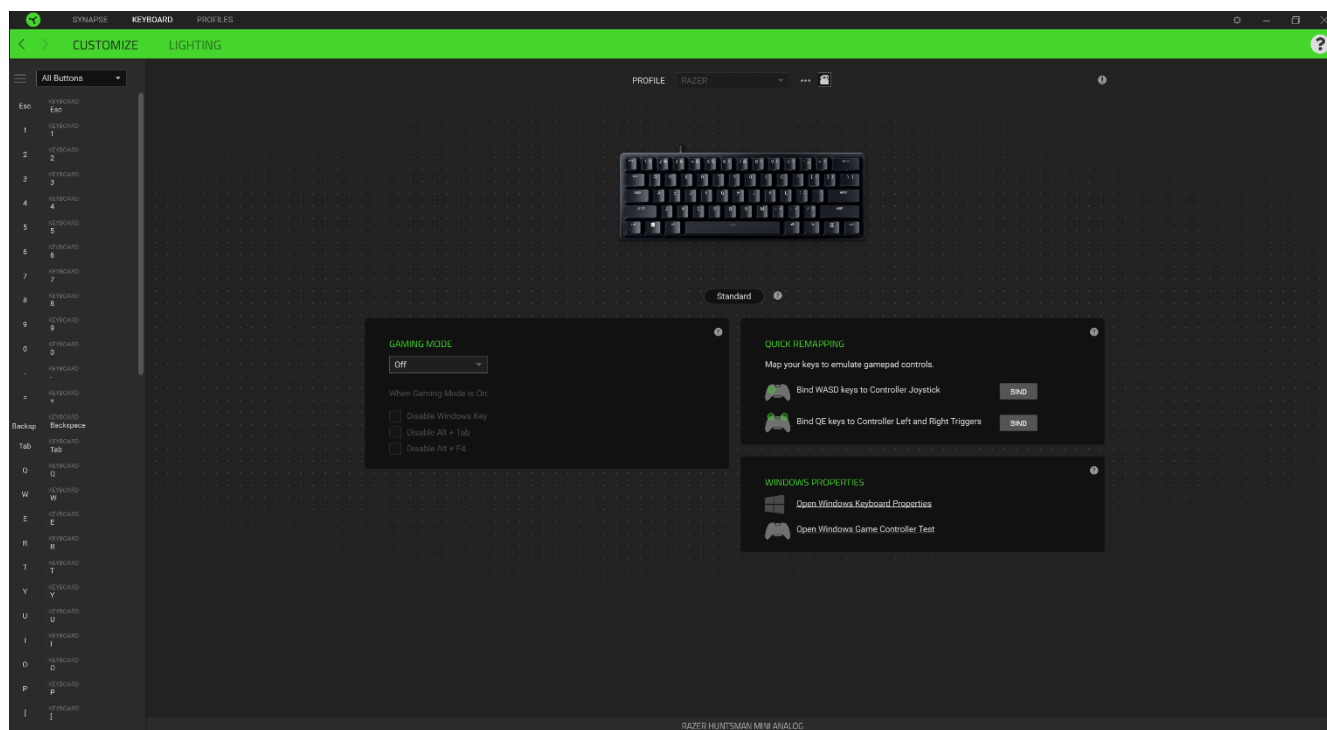 SYNAPSE KEYBOARD PROFILES
CUSTOMIZE LIGHTING
All Buttons
PROFILE RAZER
Esc KEYBOARD
Esc
1 KEYBOARD
1
2 KEYBOARD
2
3 KEYBOARD
3
4 KEYBOARD
4
5 KEYBOARD
5
6 KEYBOARD
6
7 KEYBOARD
7
8 KEYBOARD
8
9 KEYBOARD
9
0 KEYBOARD
0
- KEYBOARD
-
= KEYBOARD
=
Backsp KEYBOARD
Backspace
Tab KEYBOARD
Tab
Q KEYBOARD
Q
W KEYBOARD
W
E KEYBOARD
E
R KEYBOARD
R
T KEYBOARD
T
Y KEYBOARD
Y
U KEYBOARD
U
I KEYBOARD
I
O KEYBOARD
O
P KEYBOARD
P
[ KEYBOARD
[
Standard
GAMING MODE
Off
When Gaming Mode is On:
Disable Windows Key
Disable Alt + Tab
Disable Alt + F4
QUICK REMAPPING
Map your keys to emulate gamepad controls.
Bind WASD keys to Controller Joystick BIND
Bind QE keys to Controller Left and Right Triggers BIND
WINDOWS PROPERTIES
Open Windows Keyboard Properties
Open Windows Game Controller Test
RAZER HUNTSMAN MINI ANALOG